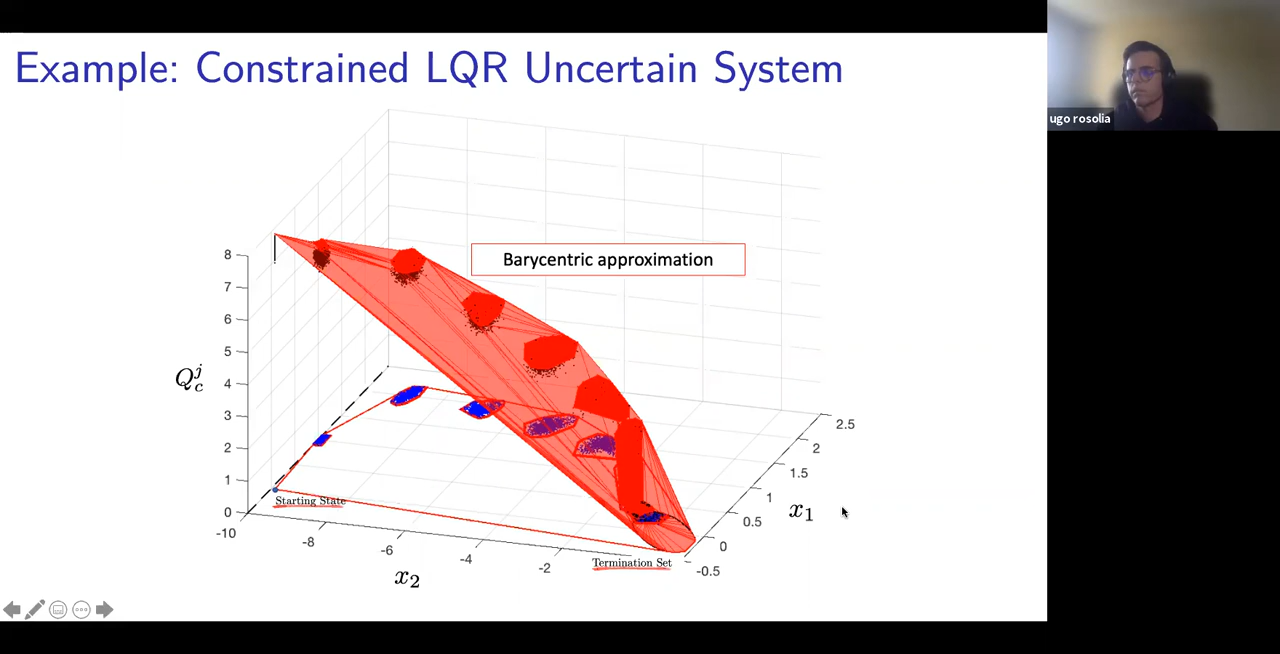 Example: Constrained LQR Uncertain System
ugo rosolia
Barycentric approximation
8
7
6
5
4
3
2
1
0
Q_c^j
-10
-8
-6
-4
-2
x_2
2.5
2
1.5
1
0.5
0
-0.5
x_1
Starting State
Termination Set